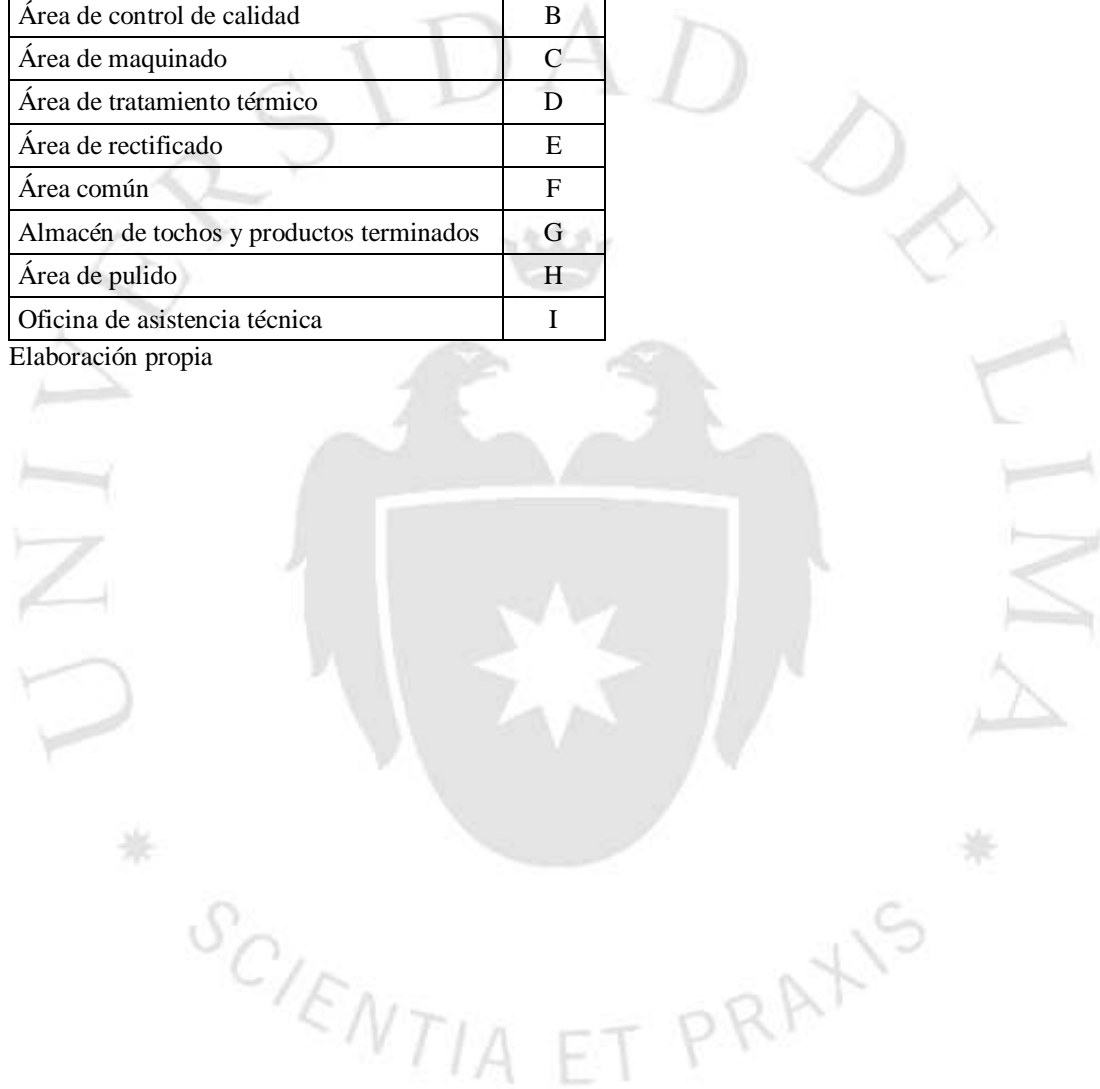 Área de control de calidad B
Área de maquinado C
Área de tratamiento térmico D
Área de rectificado E
Área común F
Almacén de tochos y productos terminados G
Área de pulido H
Oficina de asistencia técnica I
Elaboración propia
UNIVERSIDAD DE LIMA
SCIENTIA ET PRAXIS